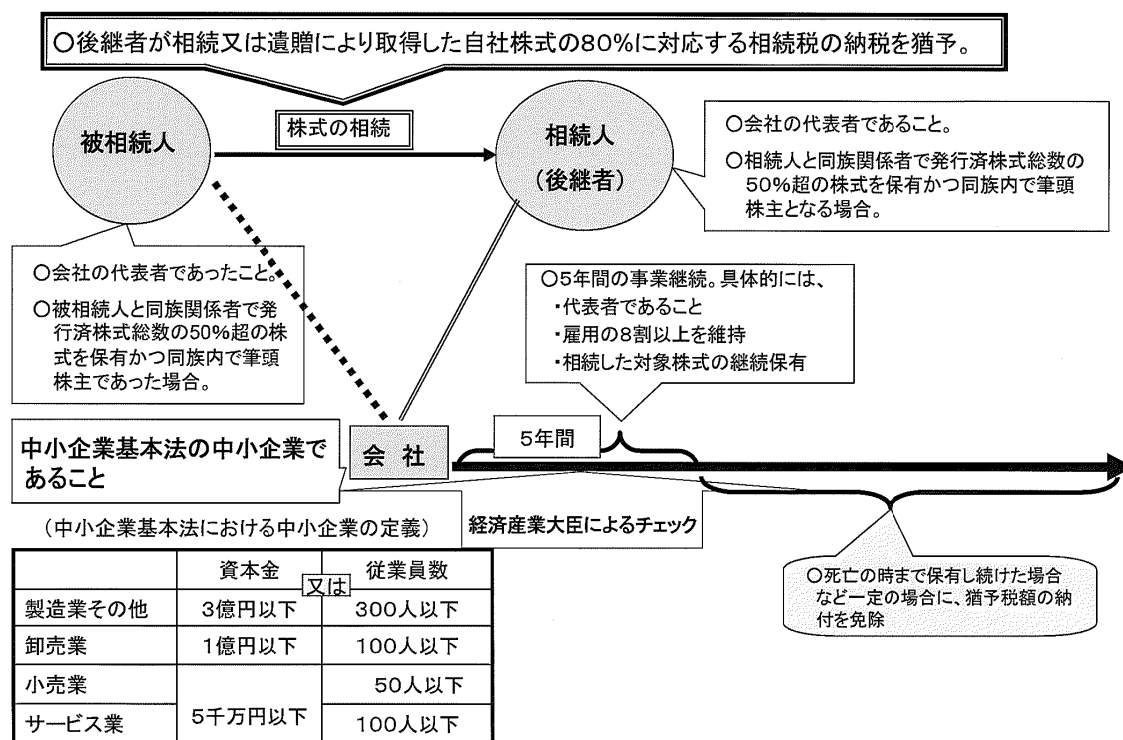 〇後継者が相続又は遺贈により取得した自社株式の80%に対応する相続税の納税を猶予。
被相続人
株式の相続
相続人
（後継者）
〇会社の代表者であること。
〇相続人と同族関係者で発行済株式総数の
50%超の株式を保有かつ同族内で筆頭
株主となる場合。
〇会社の代表者であったこと。
〇被相続人と同族関係者で発
行済株式総数の50%超の株
式を保有かつ同族内で筆頭
株主であった場合。
〇5年間の事業継続。具体的には、
・代表者であること
・雇用の8割以上を維持
・相続した対象株式の継続保有
中小企業基本法の中小企業で
あること
会 社
5年間
（中小企業基本法における中小企業の定義）
経済産業大臣によるチェック
資本金 又は 従業員数
製造業その他 3億円以下 300人以下
卸売業 1億円以下 100人以下
小売業 50人以下
5千万円以下
サービス業 100人以下
〇死亡の時まで保有し続けた場合
など一定の場合に、猶予税額の納
付を免除